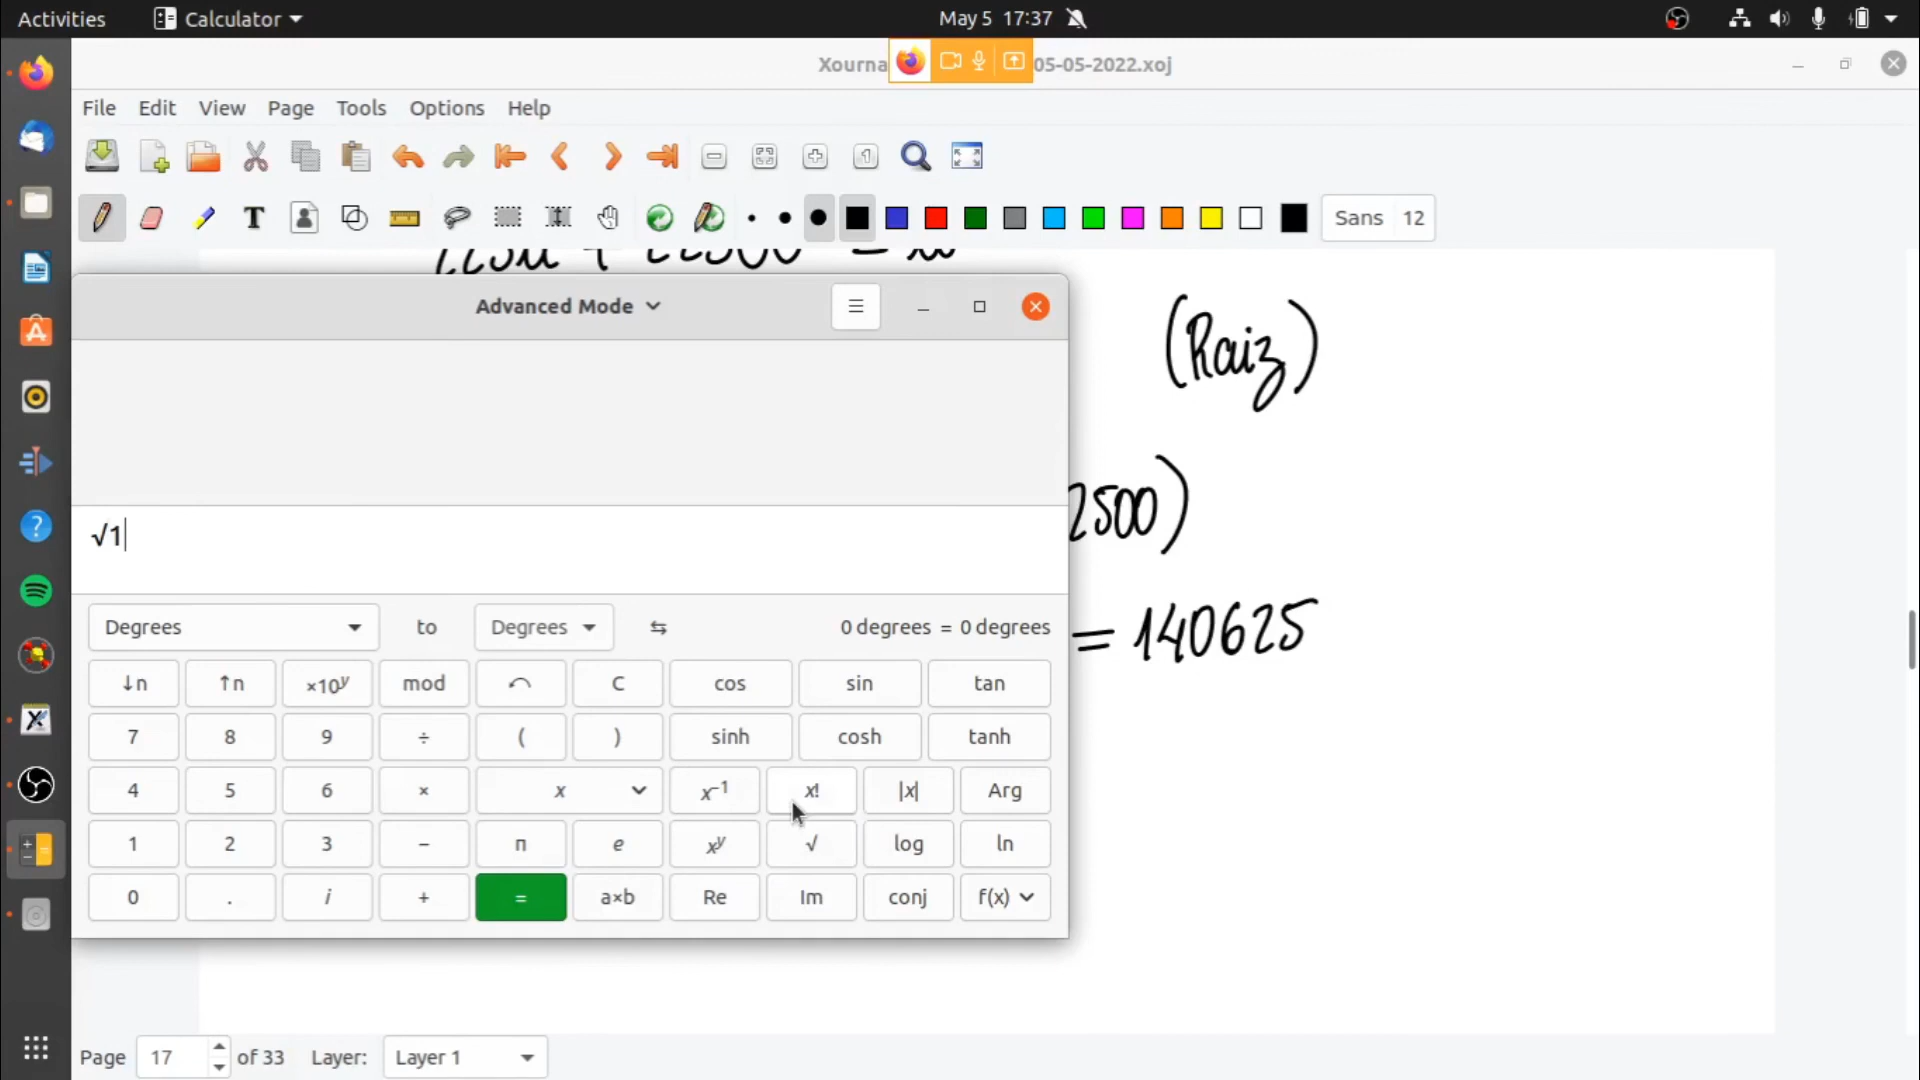 Activities Calculator May 5 17:37
Xourna 05-05-2022.xoj
File Edit View Page Tools Options Help
T Sans 12
Advanced Mode
(Raiz)
√1
2500)
Degrees to Degrees 0 degrees = 0 degrees
= 140625
↓n ↑n ×10^y mod C cos sin tan
7 8 9 ÷ ( ) sinh cosh tanh
4 5 6 × x x⁻¹ x! |x| Arg
1 2 3 − π e x^y √ log ln
0 . i + = a×b Re Im conj f(x)
Page 17 of 33 Layer: Layer 1